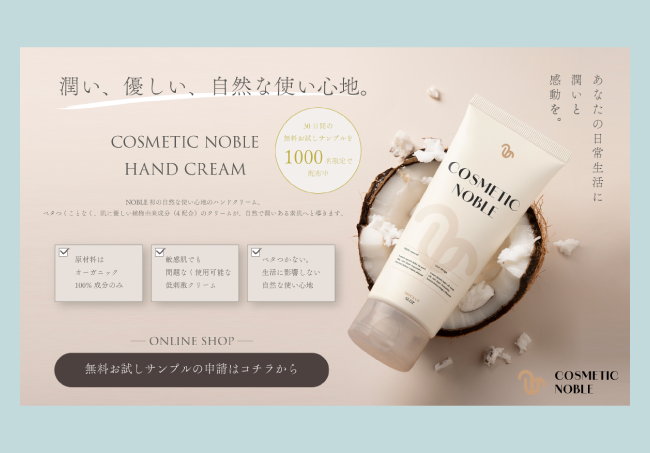 潤い、優しい、自然な使い心地。
COSMETIC NOBLE
HAND CREAM
30日間の
無料お試しサンプルを
1000名様限定で
配布中
NOBLE初の自然な使い心地のハンドクリーム。
ベタつくことなく、肌に優しい植物由来成分（4配合）のクリームが、自然で潤いある素肌へと導きます。
原材料は
オーガニック
100%成分のみ
敏感肌でも
問題なく使用可能な
低刺激クリーム
ベタつかない。
生活に影響しない
自然な使い心地
ONLINE SHOP
無料お試しサンプルの申請はコチラから
あなたの日常生活に
潤いと
感動を。
COSMETIC
NOBLE
COSMETIC
NOBLE